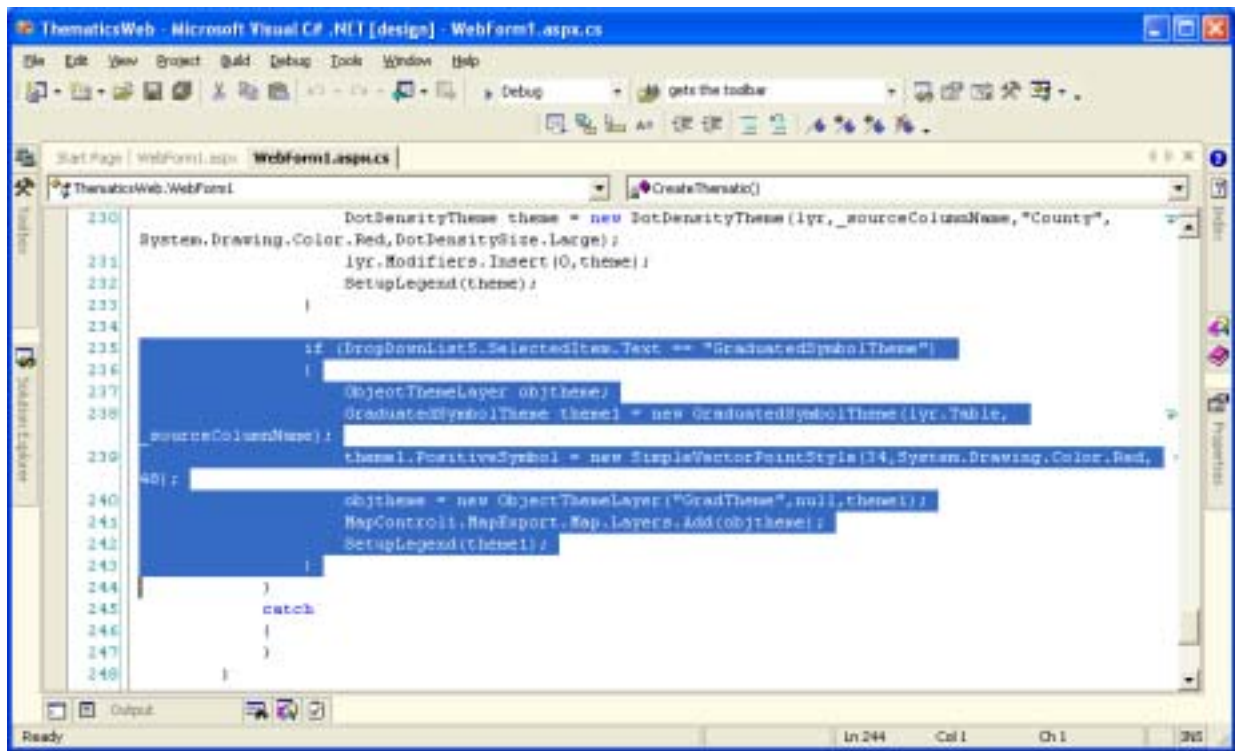 ThematicsWeb - Microsoft Visual C# .NET [design] - WebForm1.aspx.cs
File Edit View Project Build Debug Tools Window Help
Debug gets the toolbar
Start Page WebForm1.aspx WebForm1.aspx.cs
ThematicsWeb.WebForm1 CreateThematic()
Toolbox
Solution Explorer
Index
Properties
230 DotDensityTheme theme = new DotDensityTheme(lyr,_sourceColumnName,"County",
System.Drawing.Color.Red,DotDensitySize.Large);
231 lyr.Modifiers.Insert(0,theme);
232 SetupLegend(theme);
233 }
234
235 if (DropDownList5.SelectedItem.Text == "GraduatedSymbolTheme")
236 {
237 ObjectThemeLayer objtheme;
238 GraduatedSymbolTheme theme1 = new GraduatedSymbolTheme(lyr.Table,
_sourceColumnName);
239 theme1.PositiveSymbol = new SimpleVectorPointStyle(34,System.Drawing.Color.Red,
40);
240 objtheme = new ObjectThemeLayer("GradTheme",null,theme1);
241 MapControl1.MapExport.Map.Layers.Add(objtheme);
242 SetupLegend(theme1);
243 }
244 }
245 catch
246 {
247 }
248 }
Output
Ready Ln 244 Col 1 Ch 1 INS